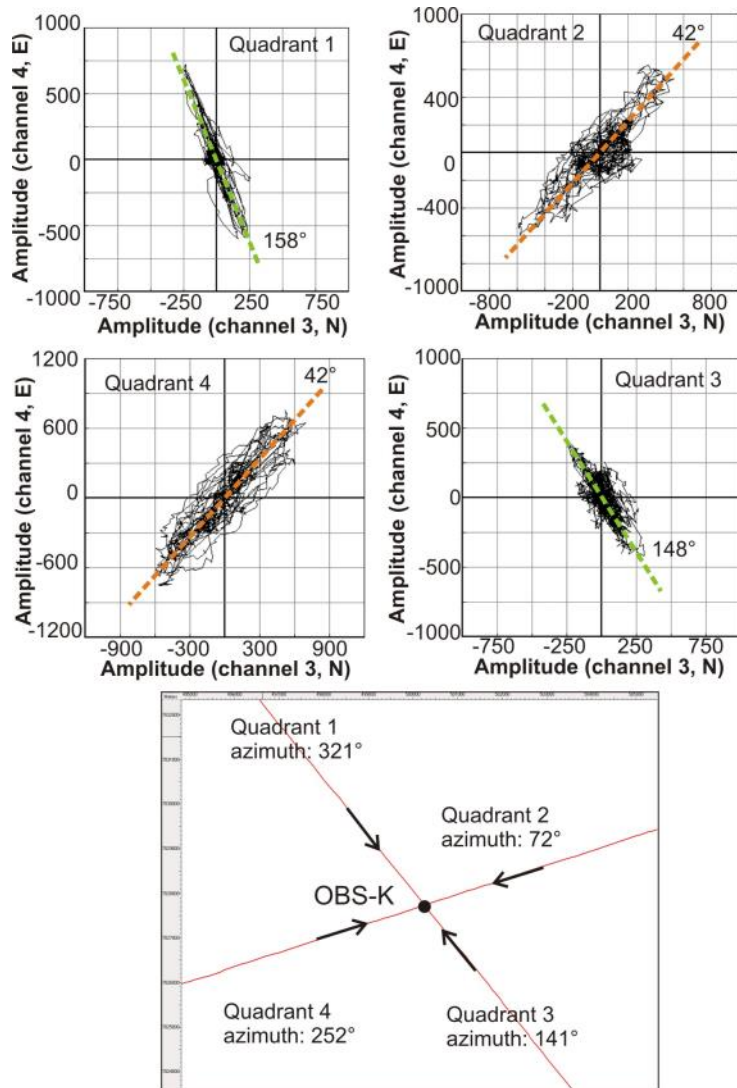 Quadrant 1
1000
750
500
250
0
-250
-500
-1000
158°
-750
-250
250
750
Amplitude (channel 4, E)
Amplitude (channel 3, N)
Quadrant 2
42°
1000
400
0
-400
-1000
-800
-200
200
800
Amplitude (channel 4, E)
Amplitude (channel 3, N)
Quadrant 4
42°
1200
600
0
-600
-1200
-900
-300
300
900
Amplitude (channel 4, E)
Amplitude (channel 3, N)
Quadrant 3
1000
500
0
-500
-1000
148°
-750
-250
250
750
Amplitude (channel 4, E)
Amplitude (channel 3, N)
Quadrant 1
azimuth: 321°
Quadrant 2
azimuth: 72°
OBS-K
Quadrant 4
azimuth: 252°
Quadrant 3
azimuth: 141°